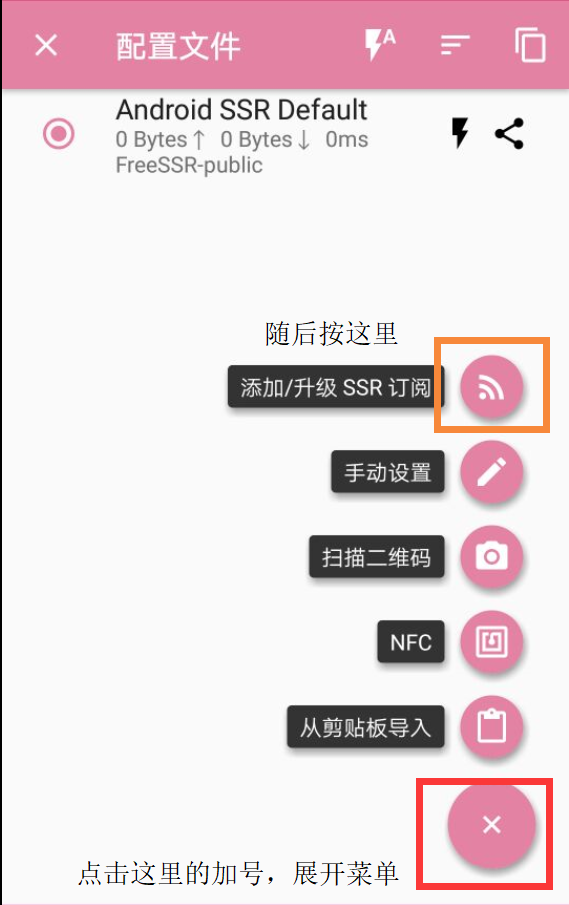 配置文件
Android SSR Default
0 Bytes↑ 0 Bytes↓ 0ms
FreeSSR-public
随后按这里
添加/升级 SSR 订阅
手动设置
扫描二维码
NFC
从剪贴板导入
点击这里的加号，展开菜单